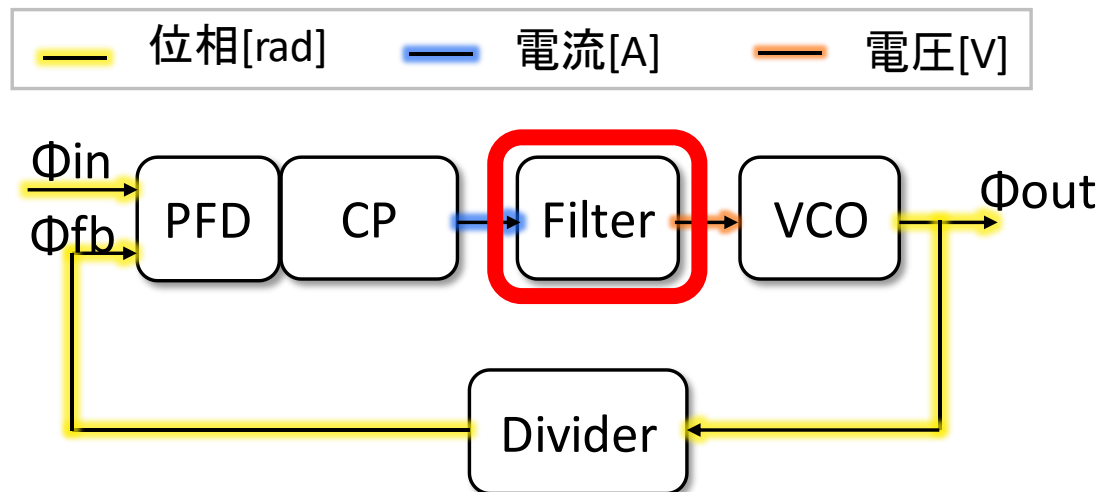 位相[rad] 電流[A] 電圧[V]
Φin
Φfb
PFD
CP
Filter
VCO
Φout
Divider